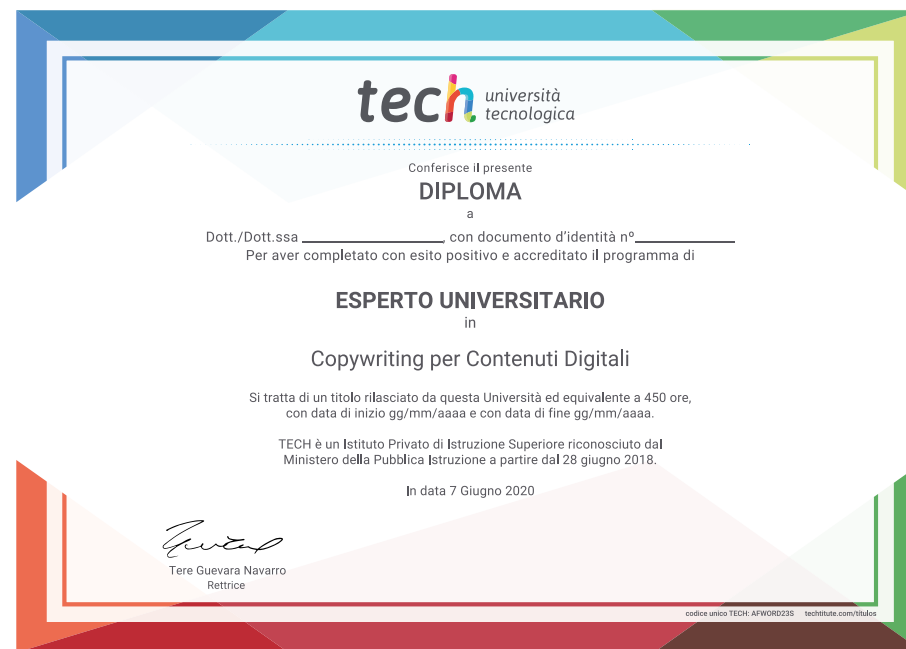 tech università
tecnologica
Conferisce il presente
DIPLOMA
a
Dott./Dott.ssa ____________________, con documento d'identità nº______________
Per aver completato con esito positivo e accreditato il programma di
ESPERTO UNIVERSITARIO
in
Copywriting per Contenuti Digitali
Si tratta di un titolo rilasciato da questa Università ed equivalente a 450 ore,
con data di inizio gg/mm/aaaa e con data di fine gg/mm/aaaa.
TECH è un Istituto Privato di Istruzione Superiore riconosciuto dal
Ministero della Pubblica Istruzione a partire dal 28 giugno 2018.
In data 7 Giugno 2020
Tere Guevara Navarro
Rettrice
codice unico TECH: AFWORD23S techtitute.com/títulos